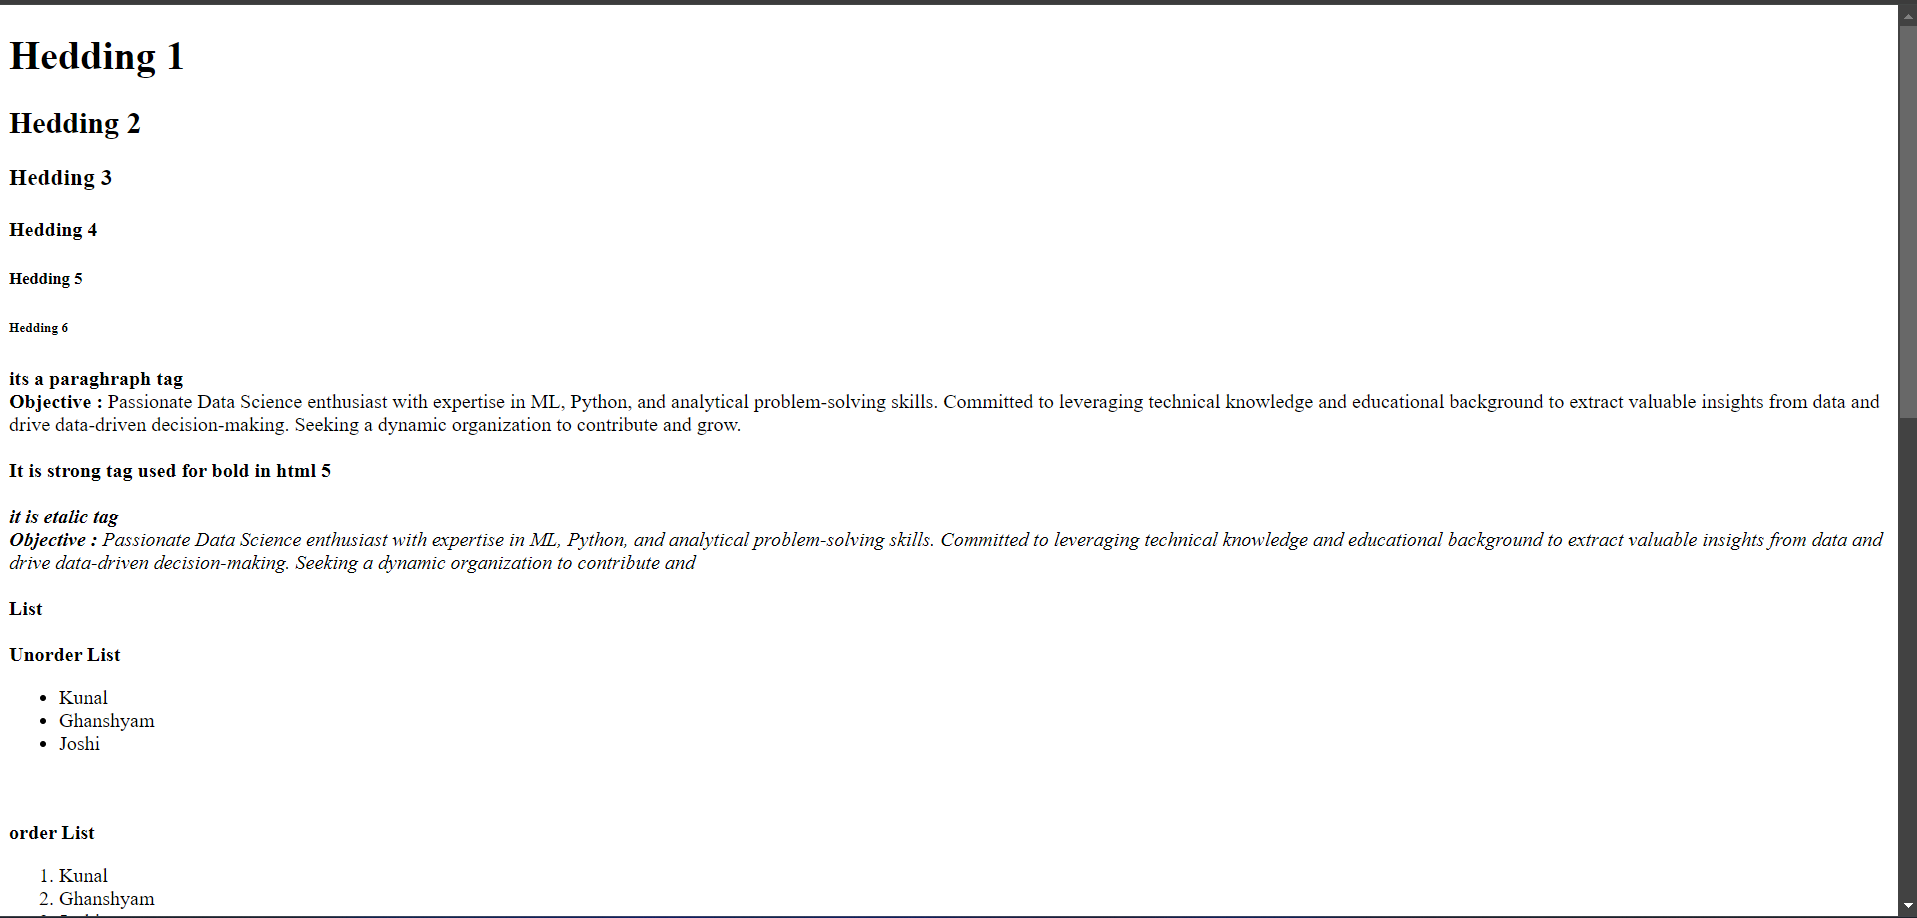 Hedding 1
Hedding 2
Hedding 3
Hedding 4
Hedding 5
Hedding 6
its a paraghraph tag
Objective : Passionate Data Science enthusiast with expertise in ML, Python, and analytical problem-solving skills. Committed to leveraging technical knowledge and educational background to extract valuable insights from data and
drive data-driven decision-making. Seeking a dynamic organization to contribute and grow.
It is strong tag used for bold in html 5
it is etalic tag
Objective : Passionate Data Science enthusiast with expertise in ML, Python, and analytical problem-solving skills. Committed to leveraging technical knowledge and educational background to extract valuable insights from data and
drive data-driven decision-making. Seeking a dynamic organization to contribute and
List
Unorder List
• Kunal
• Ghanshyam
• Joshi
order List
1. Kunal
2. Ghanshyam